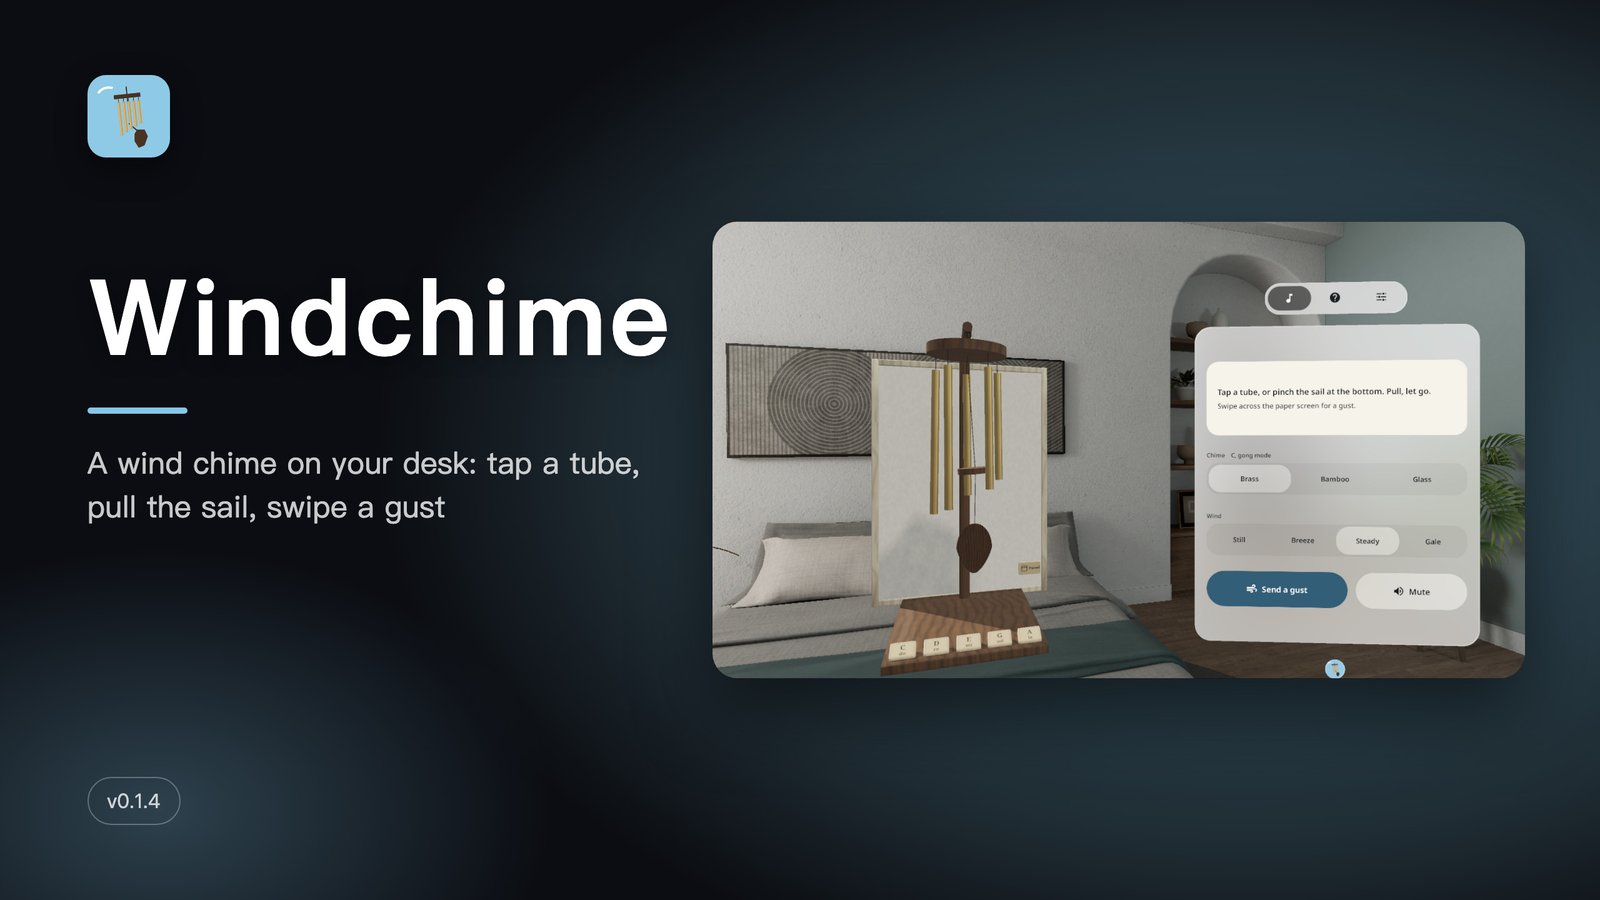 Windchime
A wind chime on your desk: tap a tube,
pull the sail, swipe a gust
v0.1.4
Tap a tube, or pinch the sail at the bottom. Pull, let go.
Swipe across the paper screen for a gust.
Chime C, gong mode
Brass Bamboo Glass
Wind
Still Breeze Steady Gale
Send a gust Mute
C D E G A